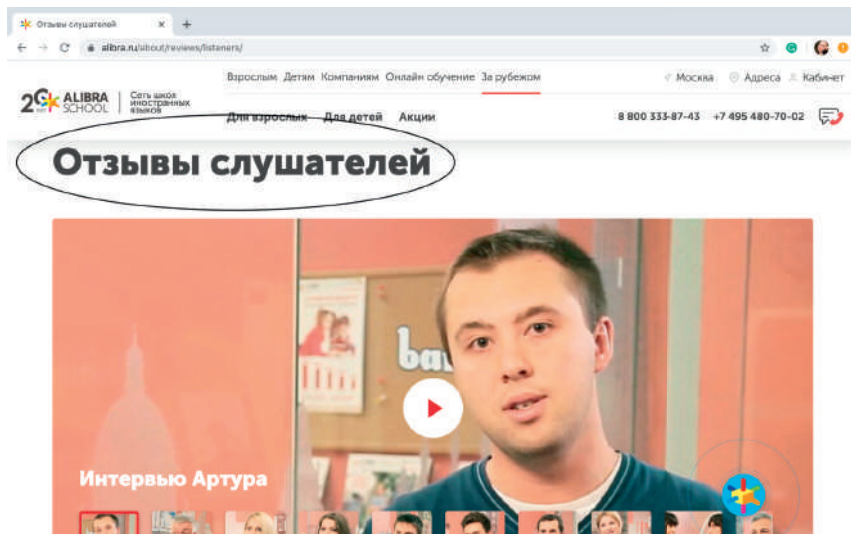 Отзывы слушателей
alibra.ru/about/reviews/listeners/
Взрослым Детям Компаниям Онлайн обучение За рубежом
Москва Адреса Кабинет
ALIBRA SCHOOL
Сеть школ
иностранных
языков
Для взрослых Для детей Акции
8 800 333-87-43 +7 495 480-70-02
Отзывы слушателей
Интервью Артура